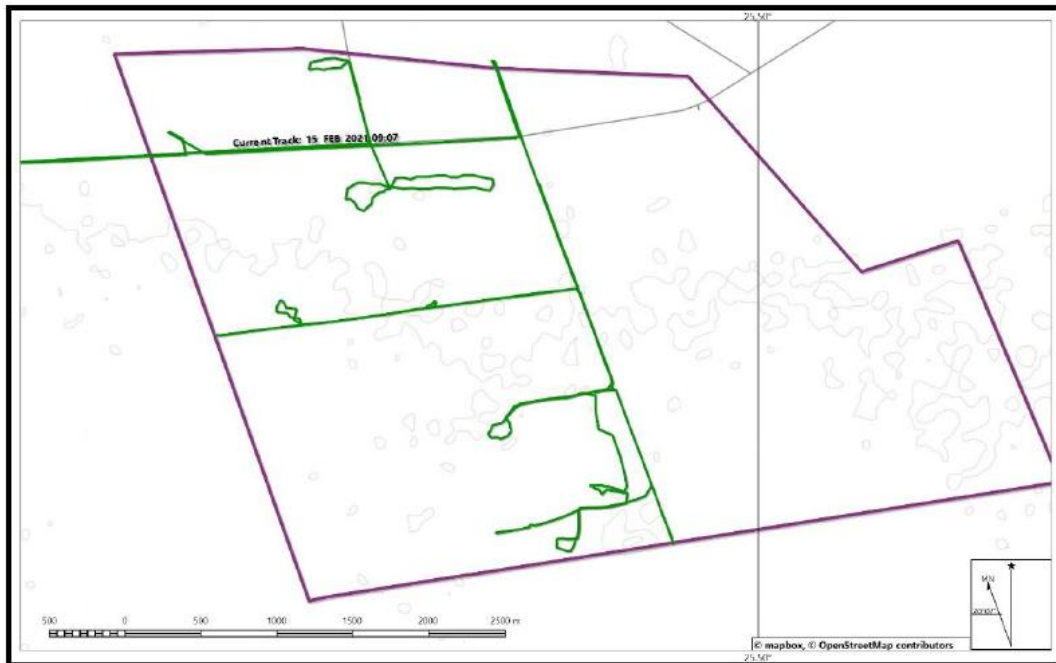 25.50°
Current Track: 15 FEB 2021 09:07
MN
500 0 500 1000 1500 2000 2500 m
© mapbox, © OpenStreetMap contributors
25.50°